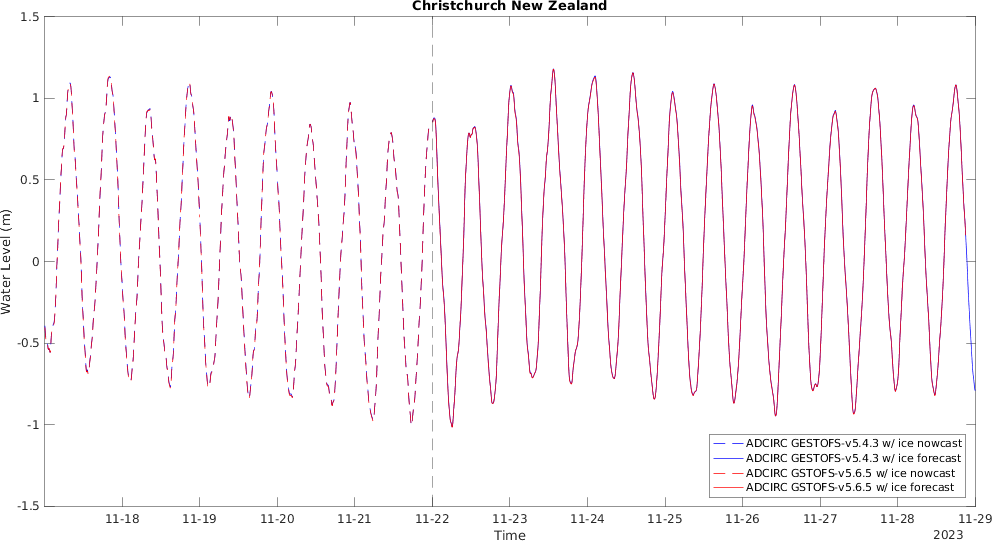 Christchurch New Zealand
1.5
1
0.5
0
-0.5
-1
-1.5
Water Level (m)
ADCIRC GESTOFS-v5.4.3 w/ ice nowcast
ADCIRC GESTOFS-v5.4.3 w/ ice forecast
ADCIRC GSTOFS-v5.6.5 w/ ice nowcast
ADCIRC GSTOFS-v5.6.5 w/ ice forecast
11-18 11-19 11-20 11-21 11-22 11-23 11-24 11-25 11-26 11-27 11-28 11-29
Time
2023